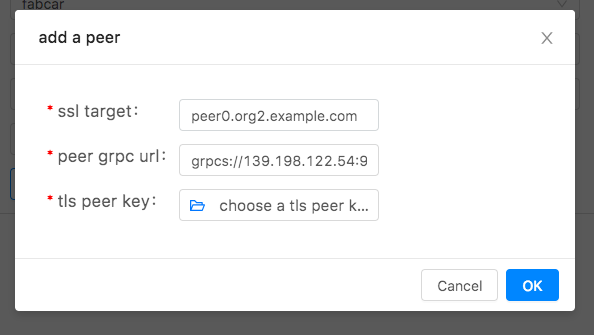 fabcar
add a peer
* ssl target:
peer0.org2.example.com
* peer grpc url:
grpcs://139.198.122.54:9
* tls peer key:
choose a tls peer k...
Cancel OK